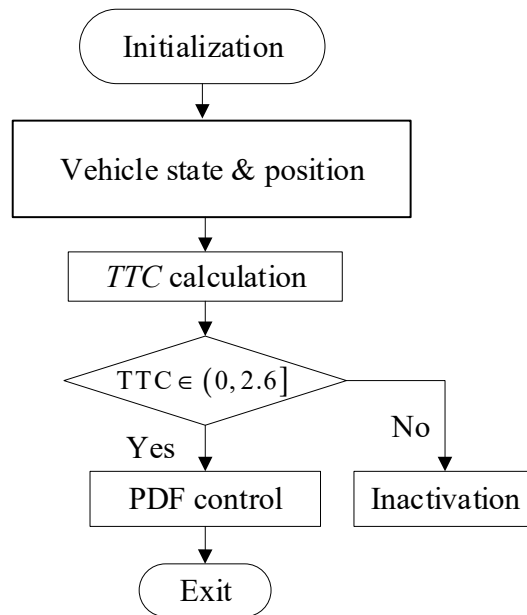 Initialization
Vehicle state & position
TTC calculation
TTC ∈ (0, 2.6]
Yes
No
PDF control
Inactivation
Exit